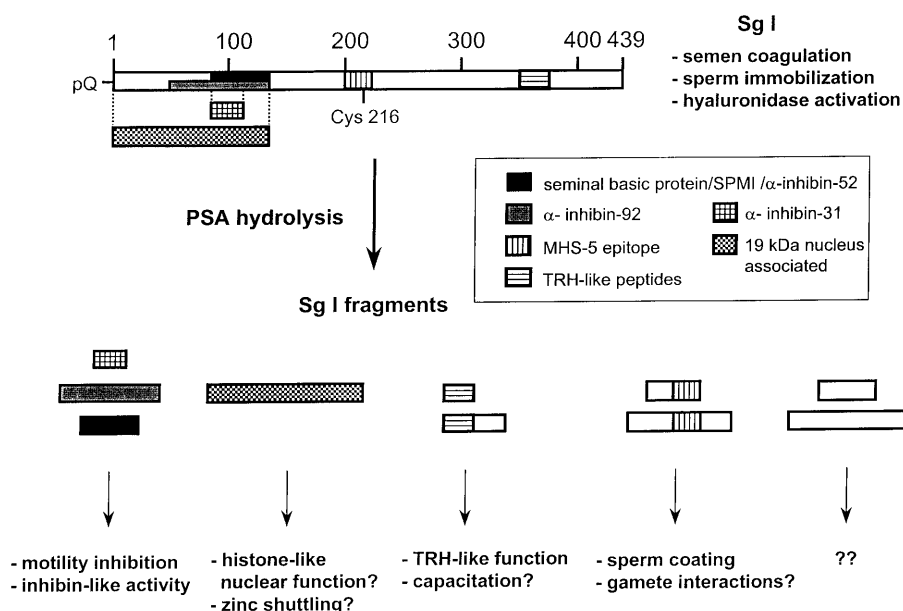 Sg I
1 100 200 300 400 439
- semen coagulation
- sperm immobilization
- hyaluronidase activation
pQ
Cys 216
PSA hydrolysis
seminal basic protein/SPMI /α-inhibin-52
α- inhibin-92
α- inhibin-31
MHS-5 epitope
19 kDa nucleus
associated
TRH-like peptides
Sg I fragments
- motility inhibition
- inhibin-like activity
- histone-like
nuclear function?
- zinc shuttling?
- TRH-like function
- capacitation?
- sperm coating
- gamete interactions?
??